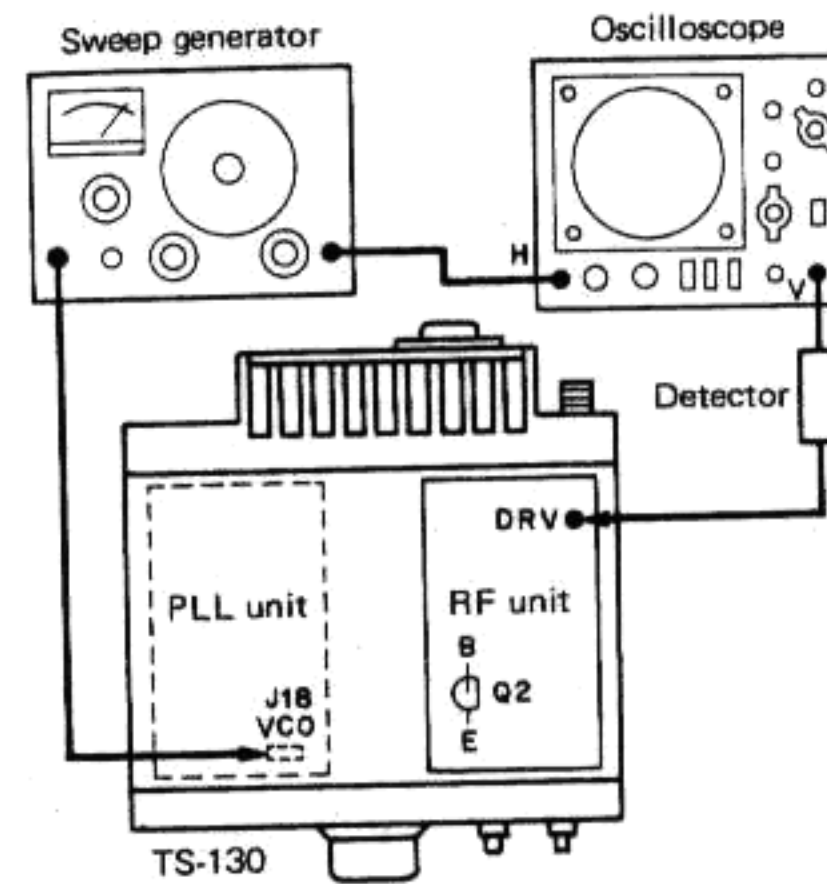 Sweep generator
Oscilloscope
H
V
Detector
DRV
PLL unit
RF unit
B
Q2
E
J18
VCO
TS-130